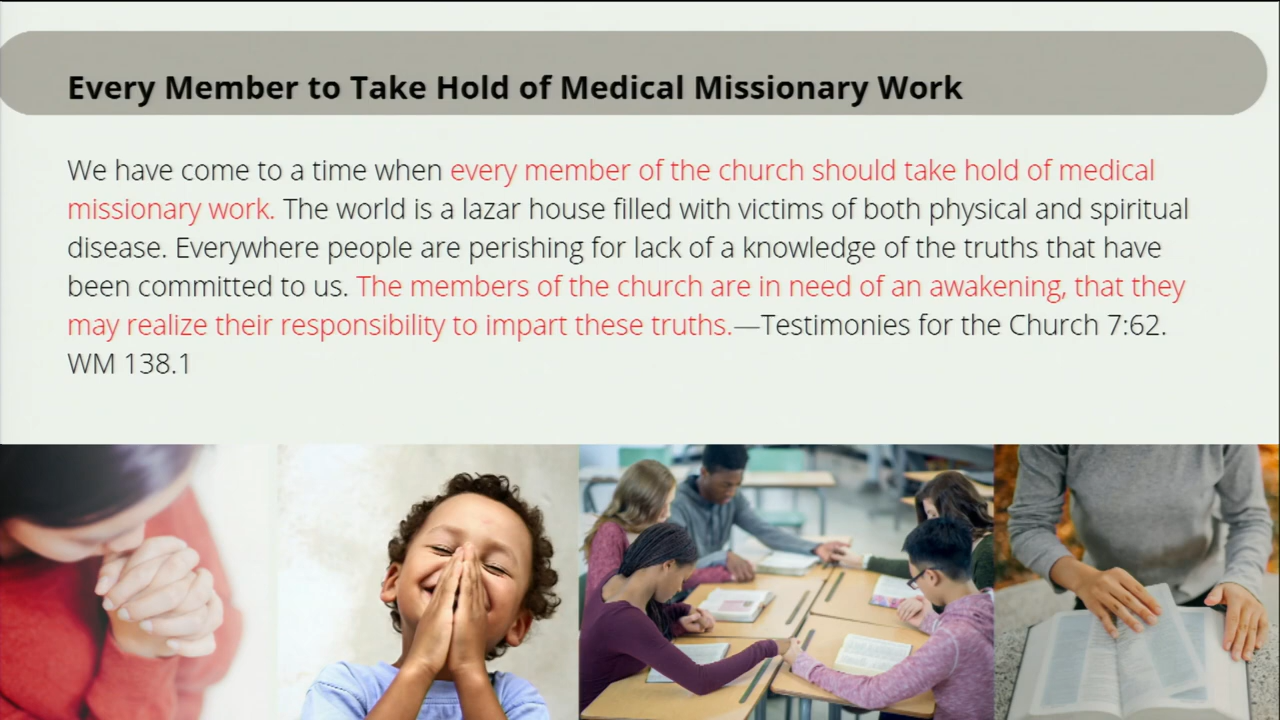 Every Member to Take Hold of Medical Missionary Work
We have come to a time when every member of the church should take hold of medical
missionary work. The world is a lazar house filled with victims of both physical and spiritual
disease. Everywhere people are perishing for lack of a knowledge of the truths that have
been committed to us. The members of the church are in need of an awakening, that they
may realize their responsibility to impart these truths.—Testimonies for the Church 7:62.
WM 138.1